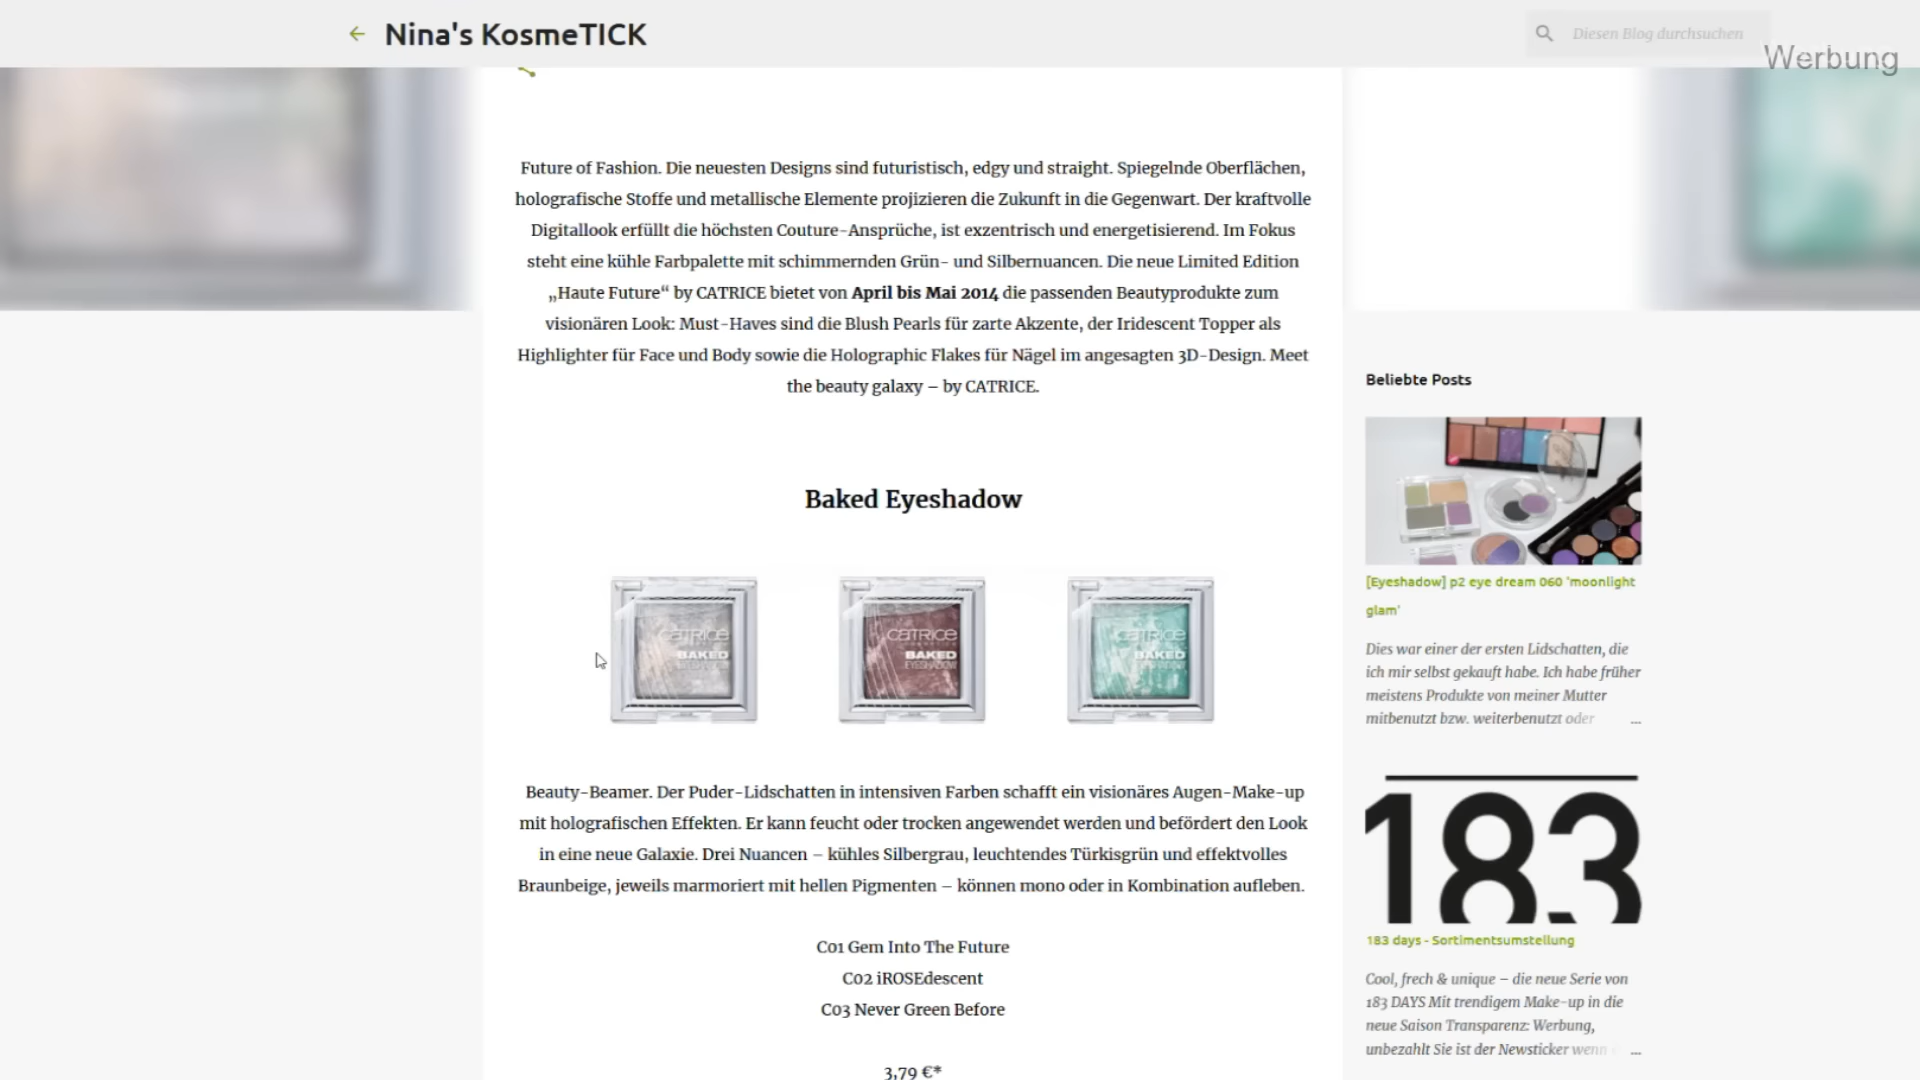 Nina's KosmeTICK
Diesen Blog durchsuchen
Werbung
Future of Fashion. Die neuesten Designs sind futuristisch, edgy und straight. Spiegelnde Oberflächen,
holografische Stoffe und metallische Elemente projizieren die Zukunft in die Gegenwart. Der kraftvolle
Digitallook erfüllt die höchsten Couture-Ansprüche, ist exzentrisch und energetisierend. Im Fokus
steht eine kühle Farbpalette mit schimmernden Grün- und Silbernuancen. Die neue Limited Edition
„Haute Future“ by CATRICE bietet von April bis Mai 2014 die passenden Beautyprodukte zum
visionären Look: Must-Haves sind die Blush Pearls für zarte Akzente, der Iridescent Topper als
Highlighter für Face und Body sowie die Holographic Flakes für Nägel im angesagten 3D-Design. Meet
the beauty galaxy – by CATRICE.
Baked Eyeshadow
CATRICE
BAKED
EYESHADOW
CATRICE
BAKED
EYESHADOW
CATRICE
BAKED
EYESHADOW
Beauty-Beamer. Der Puder-Lidschatten in intensiven Farben schafft ein visionäres Augen-Make-up
mit holografischen Effekten. Er kann feucht oder trocken angewendet werden und befördert den Look
in eine neue Galaxie. Drei Nuancen – kühles Silbergrau, leuchtendes Türkisgrün und effektvolles
Braunbeige, jeweils marmoriert mit hellen Pigmenten – können mono oder in Kombination aufleben.
C01 Gem Into The Future
C02 iROSEdescent
C03 Never Green Before
3,79 €*
Beliebte Posts
[Eyeshadow] p2 eye dream 060 'moonlight
glam'
Dies war einer der ersten Lidschatten, die
ich mir selbst gekauft habe. Ich habe früher
meistens Produkte von meiner Mutter
mitbenutzt bzw. weiterbenutzt oder ...
183
183 days - Sortimentsumstellung
Cool, frech & unique – die neue Serie von
183 DAYS Mit trendigem Make-up in die
neue Saison Transparenz: Werbung,
unbezahlt Sie ist der Newsticker wenn ...